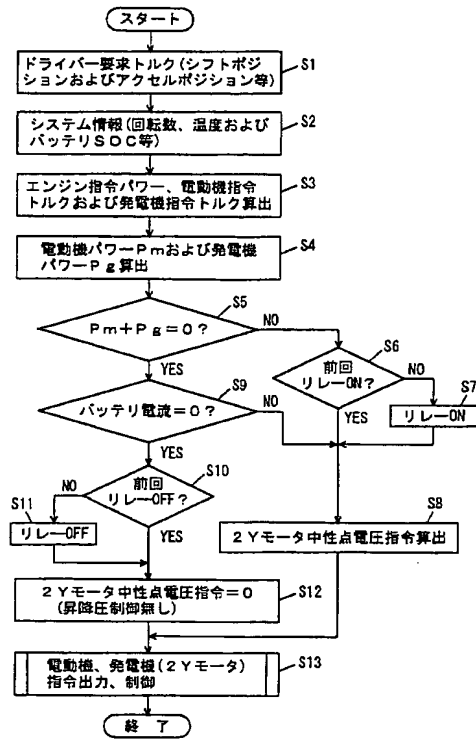 スタート
ドライバー要求トルク(シフトポジ
ションおよびアクセルポジション等)
S1
システム情報(回転数、温度および
バッテリSOC等)
S2
エンジン指令パワー、電動機指令
トルクおよび発電機指令トルク算出
S3
電動機パワーPmおよび発電機
パワーPg算出
S4
S5
Pm+Pg=0?
NO
YES
S6
前回
リレーON?
NO
YES
S7
リレーON
S9
バッテリ電流=0?
NO
YES
S10
前回
リレーOFF?
NO
YES
S11
リレーOFF
S8
2Yモータ中性点電圧指令算出
2Yモータ中性点電圧指令=0
(昇降圧制御無し)
S12
電動機、発電機(2Yモータ)
指令出力、制御
S13
終 了